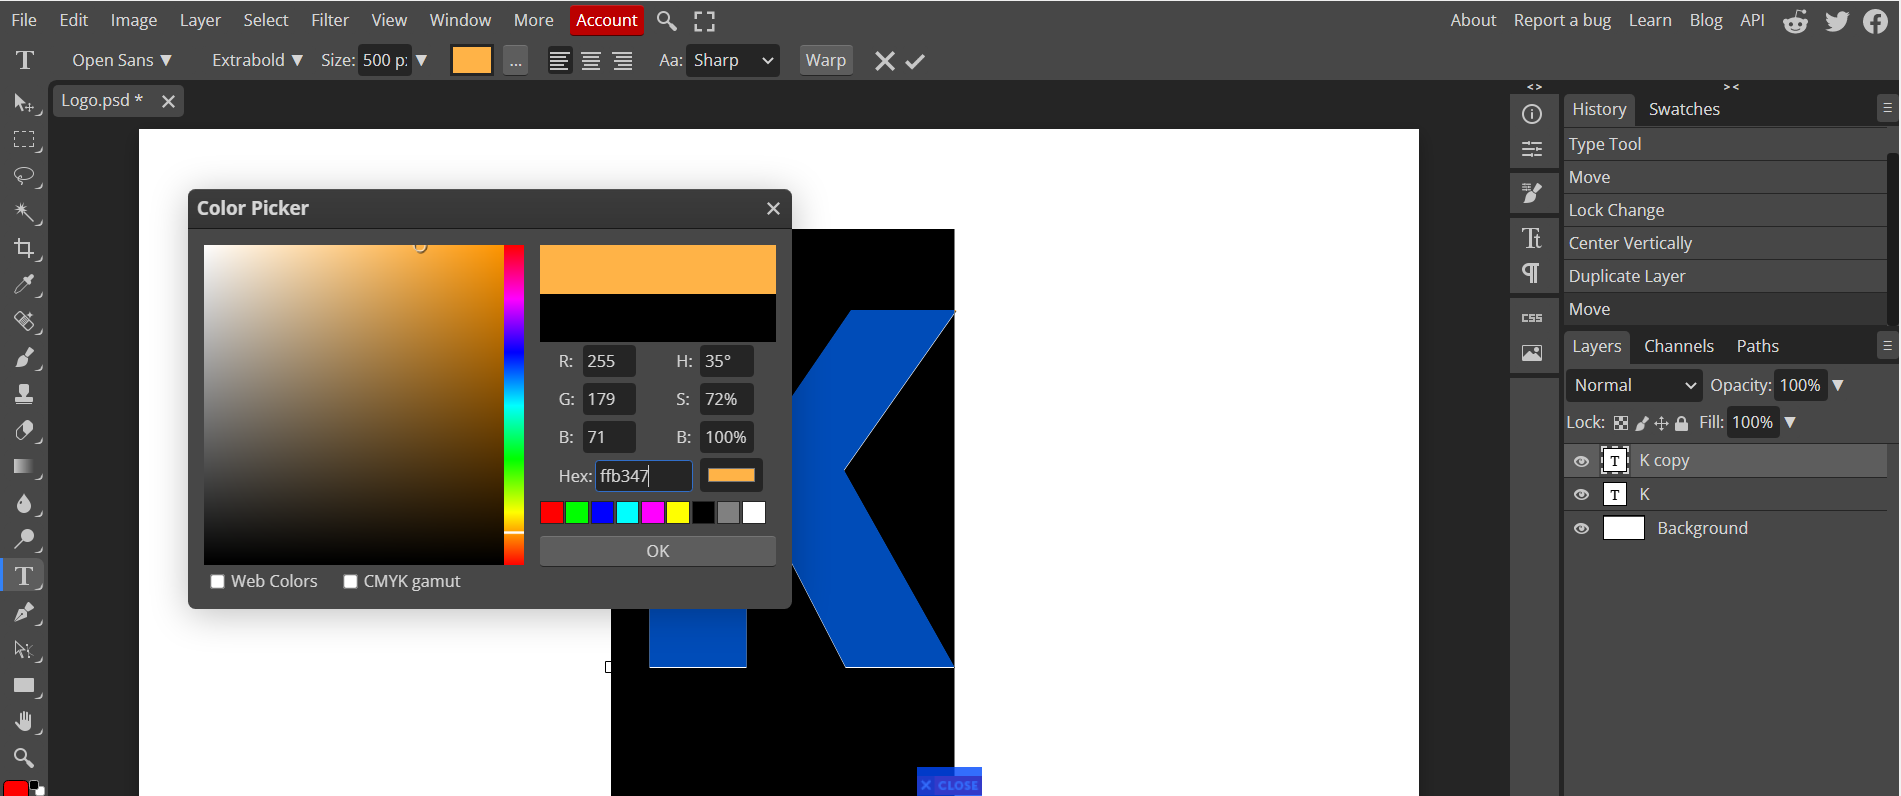 File Edit Image Layer Select Filter View Window More Account About Report a bug Learn Blog API
T Open Sans ▼ Extrabold ▼ Size: 500 p: ▼ ... Aa: Sharp Warp
Logo.psd *
< > > <
History Swatches
Type Tool
Move
Lock Change
Center Vertically
Duplicate Layer
Move
CSS
Layers Channels Paths
Normal Opacity: 100% ▼
Lock: Fill: 100% ▼
T K copy
T K
Background
Color Picker
R: 255 H: 35°
G: 179 S: 72%
B: 71 B: 100%
Hex: ffb347
OK
Web Colors CMYK gamut
K
T
CLOSE